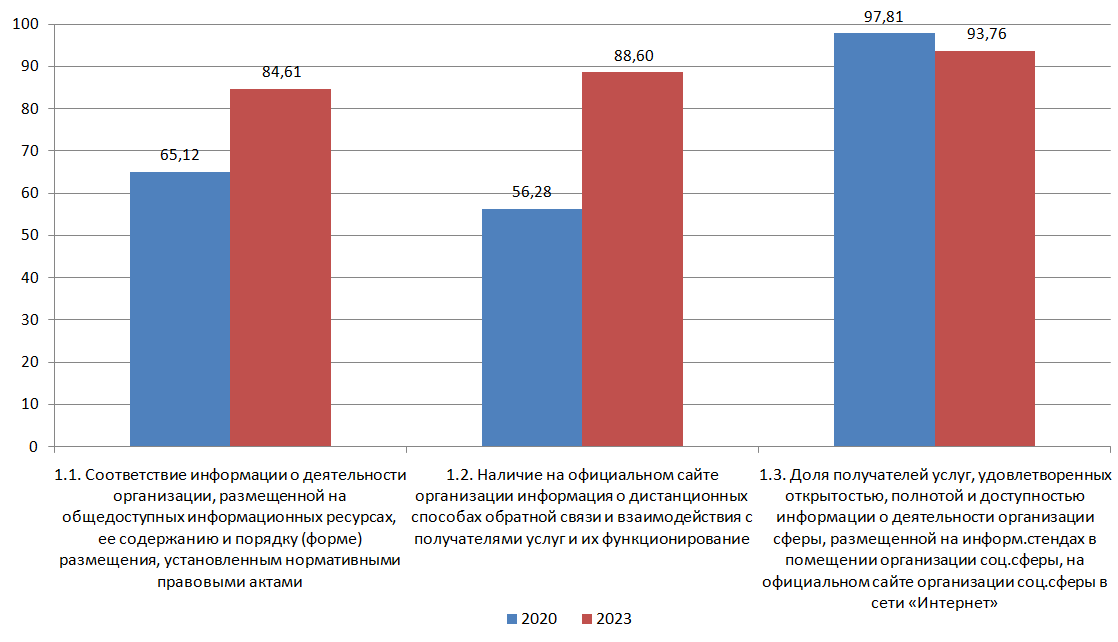 100
90
80
70
60
50
40
30
20
10
0
65,12
84,61
56,28
88,60
97,81
93,76
1.1. Соответствие информации о деятельности
организации, размещенной на
общедоступных информационных ресурсах,
ее содержанию и порядку (форме)
размещения, установленным нормативными
правовыми актами
1.2. Наличие на официальном сайте
организации информация о дистанционных
способах обратной связи и взаимодействия с
получателями услуг и их функционирование
1.3. Доля получателей услуг, удовлетворенных
открытостью, полнотой и доступностью
информации о деятельности организации
сферы, размещенной на информ.стендах в
помещении организации соц.сферы, на
официальном сайте организации соц.сферы в
сети «Интернет»
2020
2023